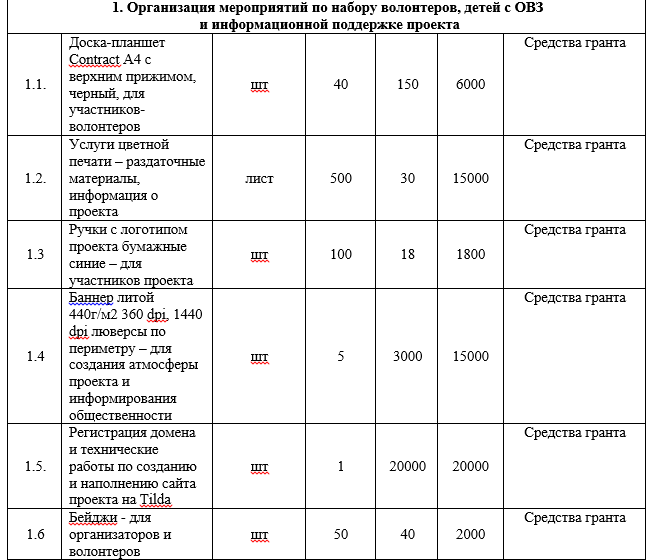 1. Организация мероприятий по набору волонтеров, детей с ОВЗ
и информационной поддержке проекта
1.1.
Доска-планшет
Contract A4 с
верхним прижимом,
черный, для
участников-
волонтеров
шт
40
150
6000
Средства гранта
1.2.
Услуги цветной
печати – раздаточные
материалы,
информация о
проекта
лист
500
30
15000
Средства гранта
1.3
Ручки с логотипом
проекта бумажные
синие – для
участников проекта
шт
100
18
1800
Средства гранта
1.4
Баннер литой
440г/м2 360 dpi, 1440
dpi люверсы по
периметру – для
создания атмосферы
проекта и
информирования
общественности
шт
5
3000
15000
Средства гранта
1.5.
Регистрация домена
и технические
работы по созданию
и наполнению сайта
проекта на Tilda
шт
1
20000
20000
Средства гранта
1.6
Бейджи - для
организаторов и
волонтеров
шт
50
40
2000
Средства гранта